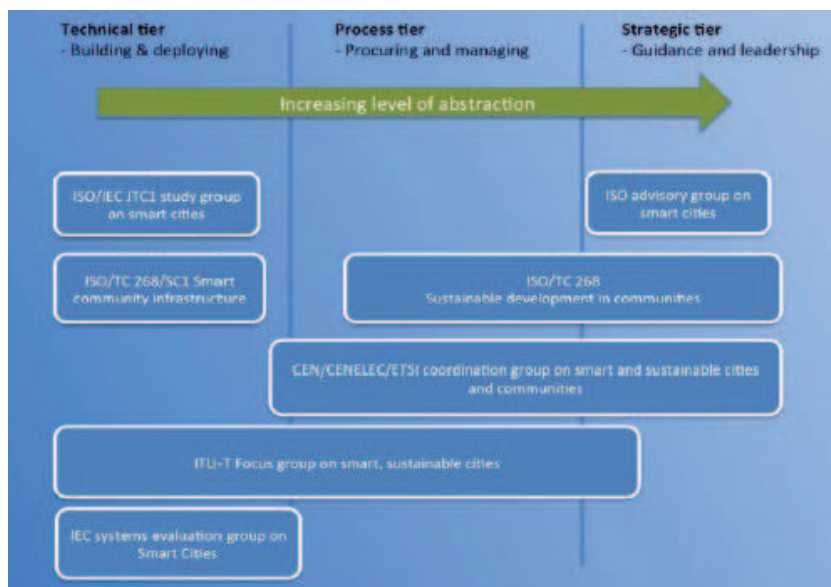 Technical tier
- Building & deploying
Process tier
- Procuring and managing
Strategic tier
- Guidance and leadership
Increasing level of abstraction
ISO/IEC JTC1 study group
on smart cities
ISO advisory group on
smart cities
ISO/TC 268/SC1 Smart
community infrastructure
ISO/TC 268
Sustainable development in communities
CEN/CENELEC/ETSI coordination group on smart and sustainable cities
and communities
ITU-T Focus group on smart, sustainable cities
IEC systems evaluation group on
Smart Cities